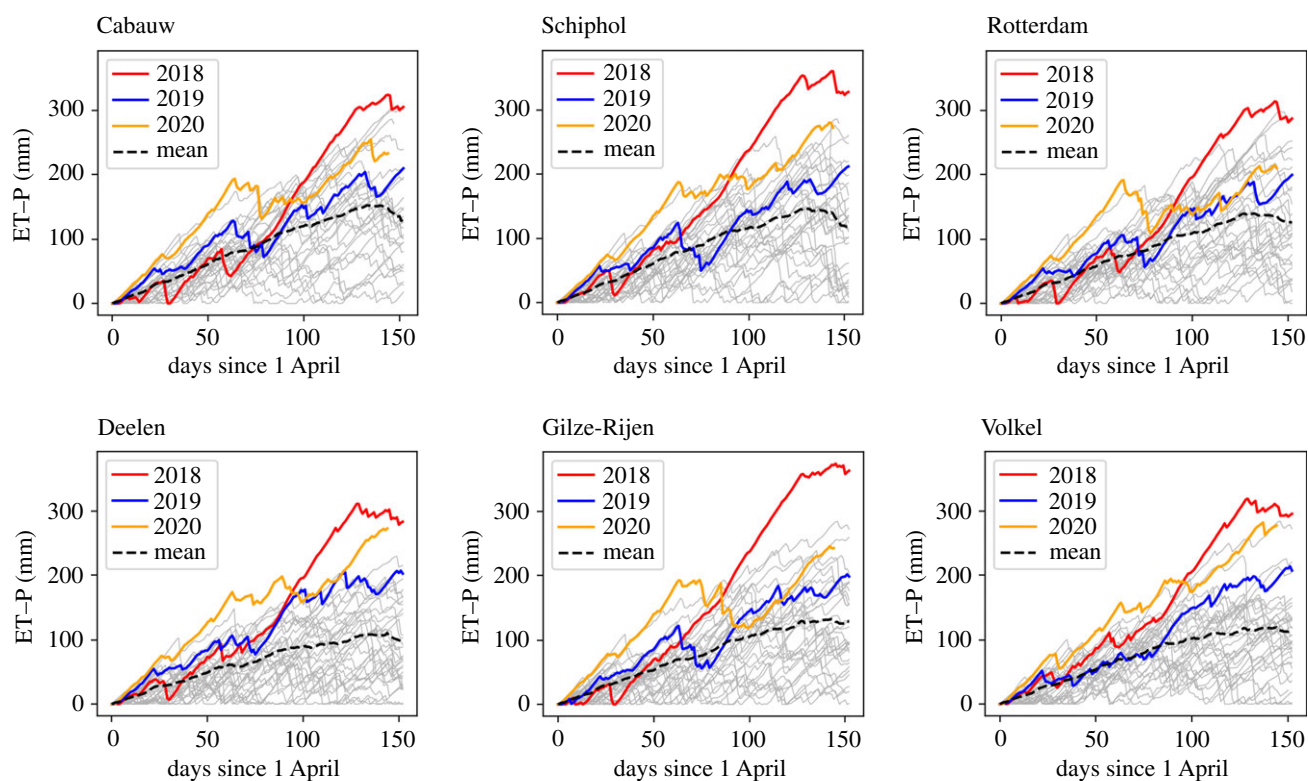 Cabauw
300
200
100
0
ET–P (mm)
2018
2019
2020
mean
0
50
100
150
days since 1 April
Schiphol
300
200
100
0
ET–P (mm)
2018
2019
2020
mean
0
50
100
150
days since 1 April
Rotterdam
300
200
100
0
ET–P (mm)
2018
2019
2020
mean
0
50
100
150
days since 1 April
Deelen
300
200
100
0
ET–P (mm)
2018
2019
2020
mean
0
50
100
150
days since 1 April
Gilze-Rijen
300
200
100
0
ET–P (mm)
2018
2019
2020
mean
0
50
100
150
days since 1 April
Volkel
300
200
100
0
ET–P (mm)
2018
2019
2020
mean
0
50
100
150
days since 1 April